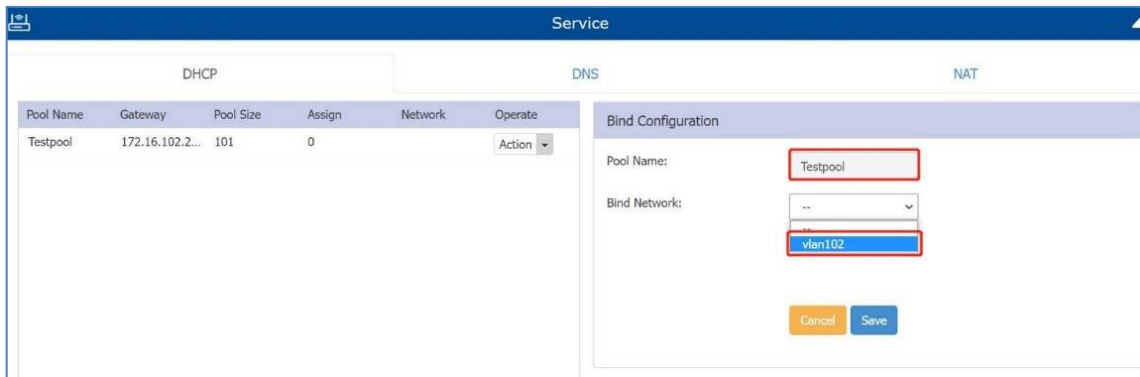 Service
DHCP
DNS
NAT
Pool Name Gateway Pool Size Assign Network Operate
Testpool 172.16.102.2... 101 0 Action
Bind Configuration
Pool Name: Testpool
Bind Network: --
--
vlan102
Cancel Save